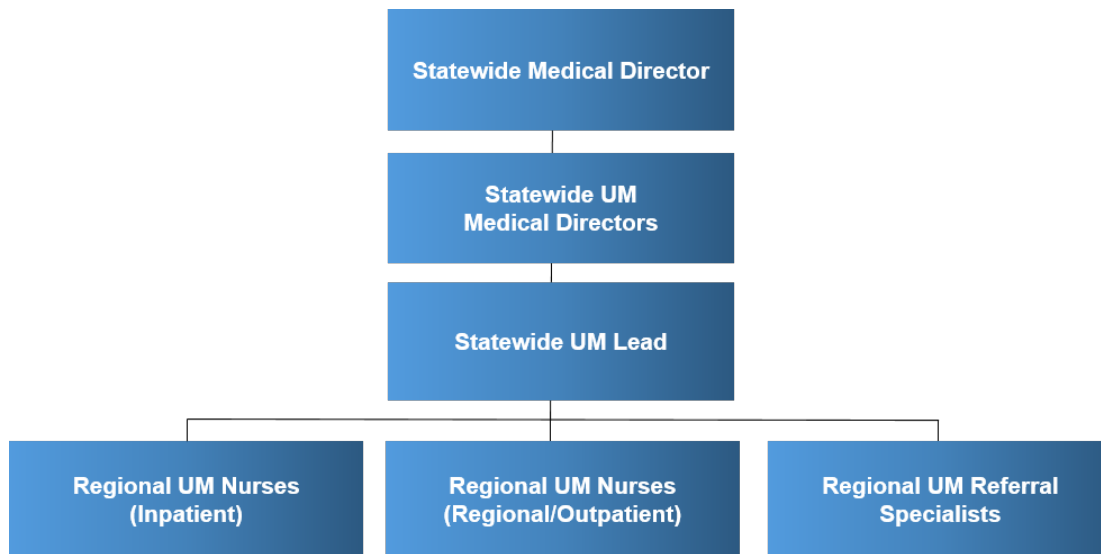 Statewide Medical Director
Statewide UM
Medical Directors
Statewide UM Lead
Regional UM Nurses
(Inpatient)
Regional UM Nurses
(Regional/Outpatient)
Regional UM Referral
Specialists